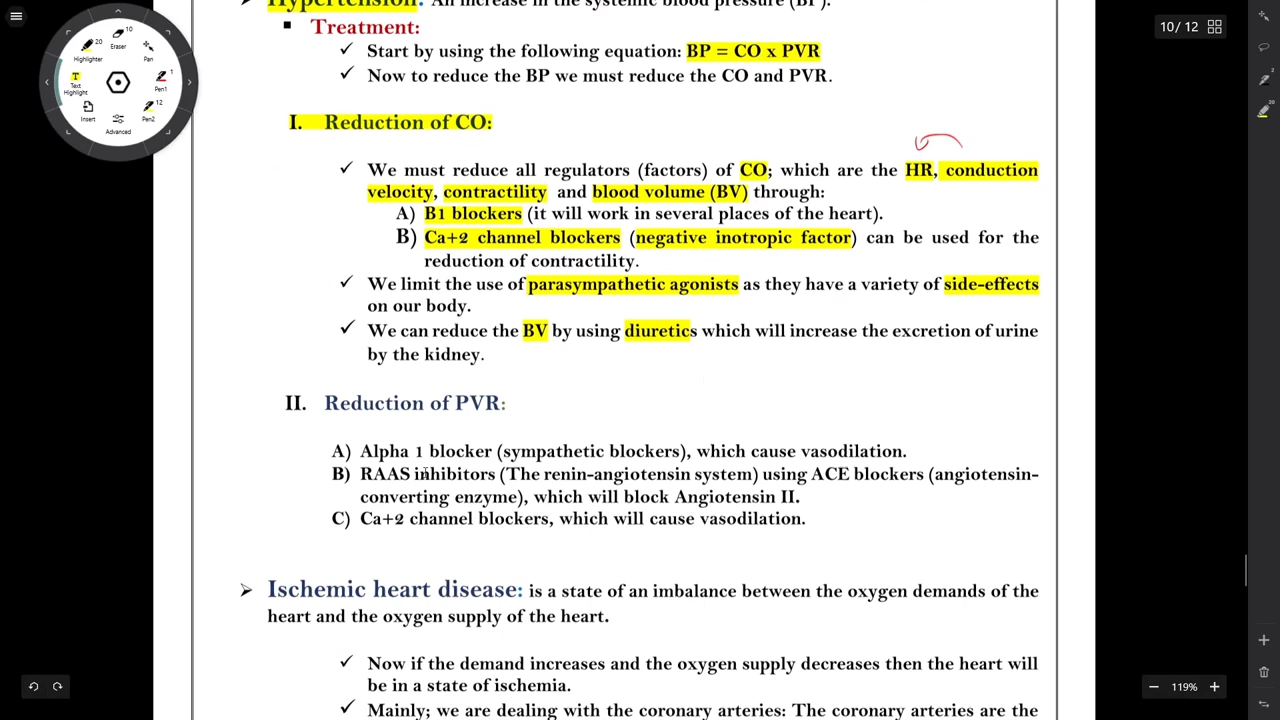 Hypertension: An increase in the systemic blood pressure (BP).
10 / 12
10
Eraser
20
Highlighter
Pan
T
Text
Highlight
1
Pen1
Insert
Advanced
12
Pen2
2
20
■ Treatment:
✓ Start by using the following equation: BP = CO x PVR
✓ Now to reduce the BP we must reduce the CO and PVR.
I. Reduction of CO:
✓ We must reduce all regulators (factors) of CO; which are the HR, conduction
velocity, contractility and blood volume (BV) through:
A) B1 blockers (it will work in several places of the heart).
B) Ca+2 channel blockers (negative inotropic factor) can be used for the
reduction of contractility.
✓ We limit the use of parasympathetic agonists as they have a variety of side-effects
on our body.
✓ We can reduce the BV by using diuretics which will increase the excretion of urine
by the kidney.
II. Reduction of PVR:
A) Alpha 1 blocker (sympathetic blockers), which cause vasodilation.
B) RAAS inhibitors (The renin-angiotensin system) using ACE blockers (angiotensin-
converting enzyme), which will block Angiotensin II.
C) Ca+2 channel blockers, which will cause vasodilation.
➢ Ischemic heart disease: is a state of an imbalance between the oxygen demands of the
heart and the oxygen supply of the heart.
✓ Now if the demand increases and the oxygen supply decreases then the heart will
be in a state of ischemia.
✓ Mainly; we are dealing with the coronary arteries: The coronary arteries are the
119%